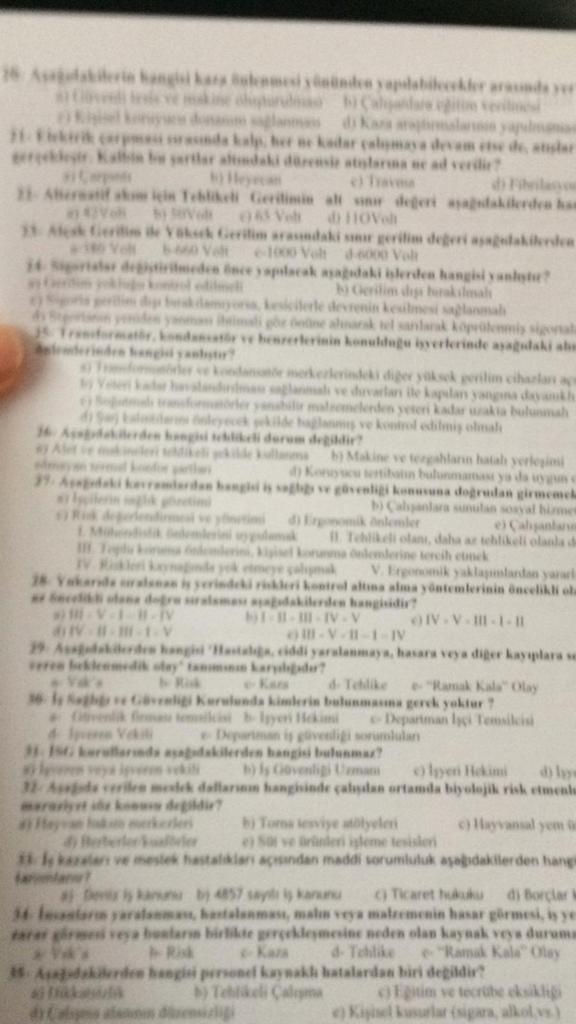 20- Aşağıdakilerin hangisi kaza önlenmesi yönünden yapılabilecekler arasında yer
a) Güvenli tesis ve makine oluşturulması b) Çalışanlara eğitim verilmesi
c) Kişisel koruyucu donanım sağlanması d) Kaza araştırmalarının yapılmaması
21- Elektrik çarpması sırasında kalp, her ne kadar çalışmaya devam etse de, atışlar
gerçekleşir. Kalbin bu şartlar altındaki düzensiz atışlarına ne ad verilir?
a) Çarpıntı b) Heyecan c) Travma d) Fibrilasyon
22- Alternatif akım için Tehlikeli Gerilimin alt sınır değeri aşağıdakilerden han
a) 42Volt b) 50Volt c) 65 Volt d) 110Volt
23- Alçak Gerilim ile Yüksek Gerilim arasındaki sınır gerilim değeri aşağıdakilerden
a-380 Volt b-660 Volt c-1000 Volt d-6000 Volt
24- Sigortalar değiştirilmeden önce yapılacak aşağıdaki işlerden hangisi yanlıştır?
a) Gerilim yokluğu kontrol edilmeli b) Gerilim dışı bırakılmalı
c) Sigorta gerilim dışı bırakılamıyorsa, kesicilerle devrenin kesilmesi sağlanmalı
d) Sigortanın yeniden yanması ihtimali göz önüne alınarak tel sarılarak köprülenmiş sigortalar
25- Transformatör, kondansatör ve benzerlerinin konulduğu işyerlerinde aşağıdaki alı
önlemlerinden hangisi yanlıştır?
a) Transformatörler ve kondansatör merkezlerindeki diğer yüksek gerilim cihazları aç
b) Yeteri kadar havalandırılması sağlanmalı ve duvarları ile kapıları yangına dayanıklı
c) Soğutmalı transformatörler yanabilir malzemelerden yeteri kadar uzakta bulunmalı
d) Şarj kalıntılarını önleyecek şekilde bağlanmış ve kontrol edilmiş olmalı
26- Aşağıdakilerden hangisi tehlikeli durum değildir?
a) Alet ve makineleri tehlikeli şekilde kullanma b) Makine ve tezgahların hatalı yerleşimi
olmayan termal konfor şartları d) Koruyucu tertibatın bulunmaması ya da uygun
27- Aşağıdaki kavramlardan hangisi iş sağlığı ve güvenliği konusuna doğrudan girmemek
a) İşçilerin sağlık gözetimi b) Çalışanlara sunulan sosyal hizmet
c) Risk değerlendirmesi ve yönetimi d) Ergonomik önlemler e) Çalışanların
I. Mühendislik önlemlerini uygulamak II. Tehlikeli olanı, daha az tehlikeli olanla d
III. Toplu koruma önlemlerini, kişisel korunma önlemlerine tercih etmek
IV. Riskleri kaynağında yok etmeye çalışmak V. Ergonomik yaklaşımlardan yararl
28- Yukarıda sıralanan iş yerindeki riskleri kontrol altına alma yöntemlerinin öncelikli ol
az öncelikli olana doğru sıralaması aşağıdakilerden hangisidir?
a) III - V - I - II - IV b) I - II - III - IV - V c) IV - V - III - I - II
d) IV - II - III - I - V e) III - V - II - I - IV
29- Aşağıdakilerden hangisi 'Hastalığa, ciddi yaralanmaya, hasara veya diğer kayıplara s
veren beklenmedik olay' tanımının karşılığıdır?
a- Vak'a b- Risk c- Kaza d- Tehlike e- "Ramak Kala" Olay
30- İş Sağlığı ve Güvenliği Kurulunda kimlerin bulunmasına gerek yoktur ?
a- Güvenlik firması temsilcisi b- İşyeri Hekimi c- Departman İşçi Temsilcisi
d- İşveren Vekili e- Departman iş güvenliği sorumluları
31- İSG kurullarında aşağıdakilerden hangisi bulunmaz?
a) İşveren veya işveren vekili b) İş Güvenliği Uzmanı c) İşyeri Hekimi d) İşye
32- Aşağıda verilen meslek dallarının hangisinde çalışılan ortamda biyolojik risk etmenle
maruziyet söz konusu değildir?
a) Hayvan bakım merkezleri b) Torna tesviye atölyeleri c) Hayvansal yem ü
d) Berberler/kuaförler e) Süt ve ürünleri işleme tesisleri
33- İş kazaları ve meslek hastalıkları açısından maddi sorumluluk aşağıdakilerden hangi
tanımlanır?
a) Deniz iş kanunu b) 4857 sayılı iş kanunu c) Ticaret hukuku d) Borçlar k
34- İnsanların yaralanması, hastalanması, malın veya malzemenin hasar görmesi, iş ye
zarar görmesi veya bunların birlikte gerçekleşmesine neden olan kaynak veya durum
a- Vak'a b- Risk c- Kaza d- Tehlike e- "Ramak Kala" Olay
35- Aşağıdakilerden hangisi personel kaynaklı hatalardan biri değildir?
a) Dikkatsizlik b) Tehlikeli Çalışma c) Eğitim ve tecrübe eksikliği
d) Çalışma alanının düzensizliği e) Kişisel kusurlar (sigara, alkol,vs.)